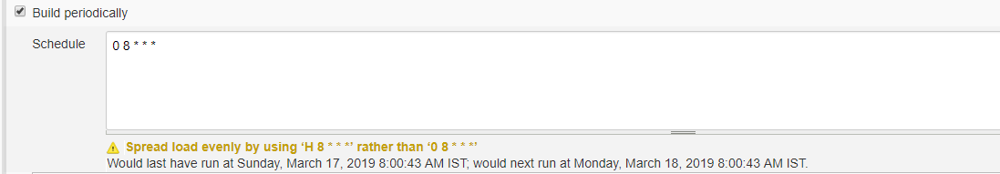 Build periodically
Schedule 0 8 * * *
Spread load evenly by using ‘H 8 * * *’ rather than ‘0 8 * * *’
Would last have run at Sunday, March 17, 2019 8:00:43 AM IST; would next run at Monday, March 18, 2019 8:00:43 AM IST.